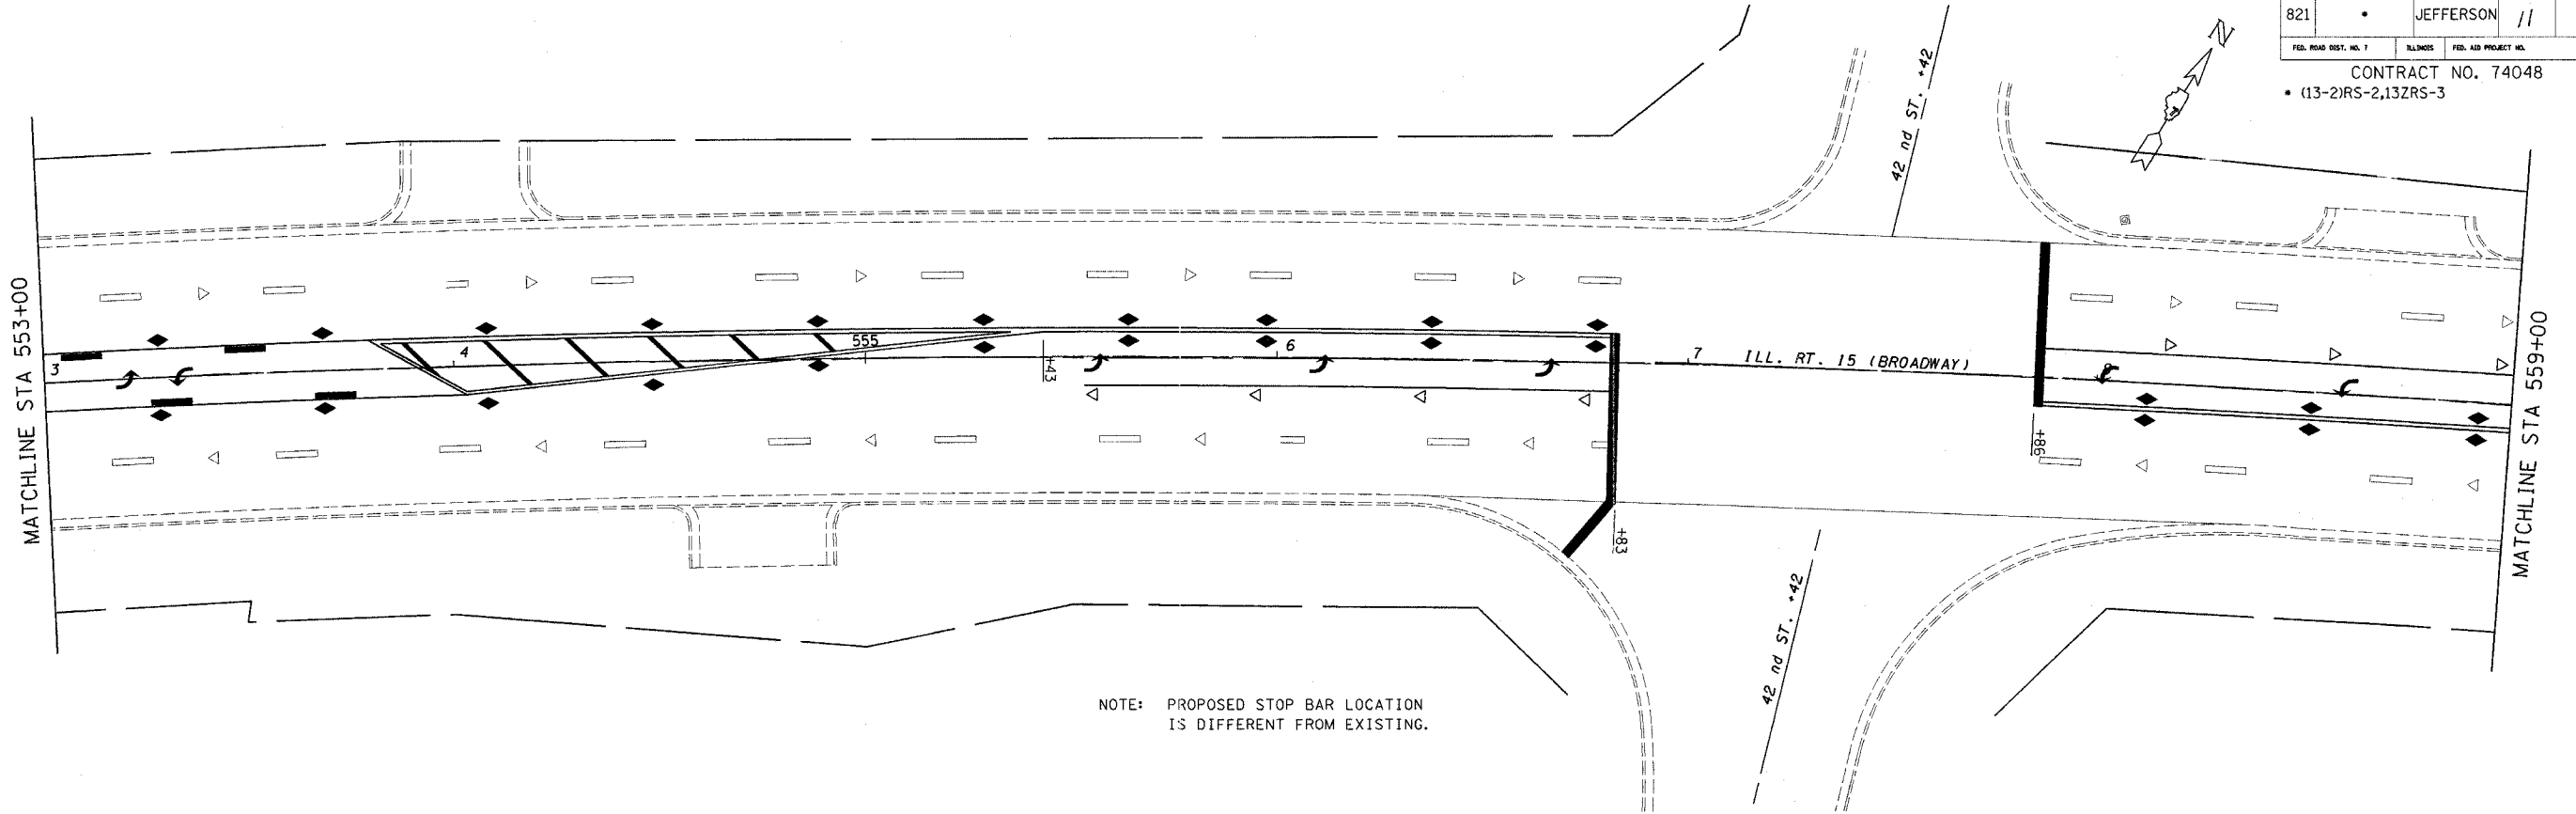 821 * JEFFERSON 11
FED. ROAD DIST. NO. 7 ILLINOIS FED. AID PROJECT NO.
CONTRACT NO. 74048
* (13-2)RS-2,13ZRS-3
N
42 nd ST. +42
MATCHLINE STA 553+00
3
4
555
+43
6
7
ILL. RT. 15 (BROADWAY)
8
+86
+83
MATCHLINE STA 559+00
42 nd ST. +42
NOTE: PROPOSED STOP BAR LOCATION
IS DIFFERENT FROM EXISTING.